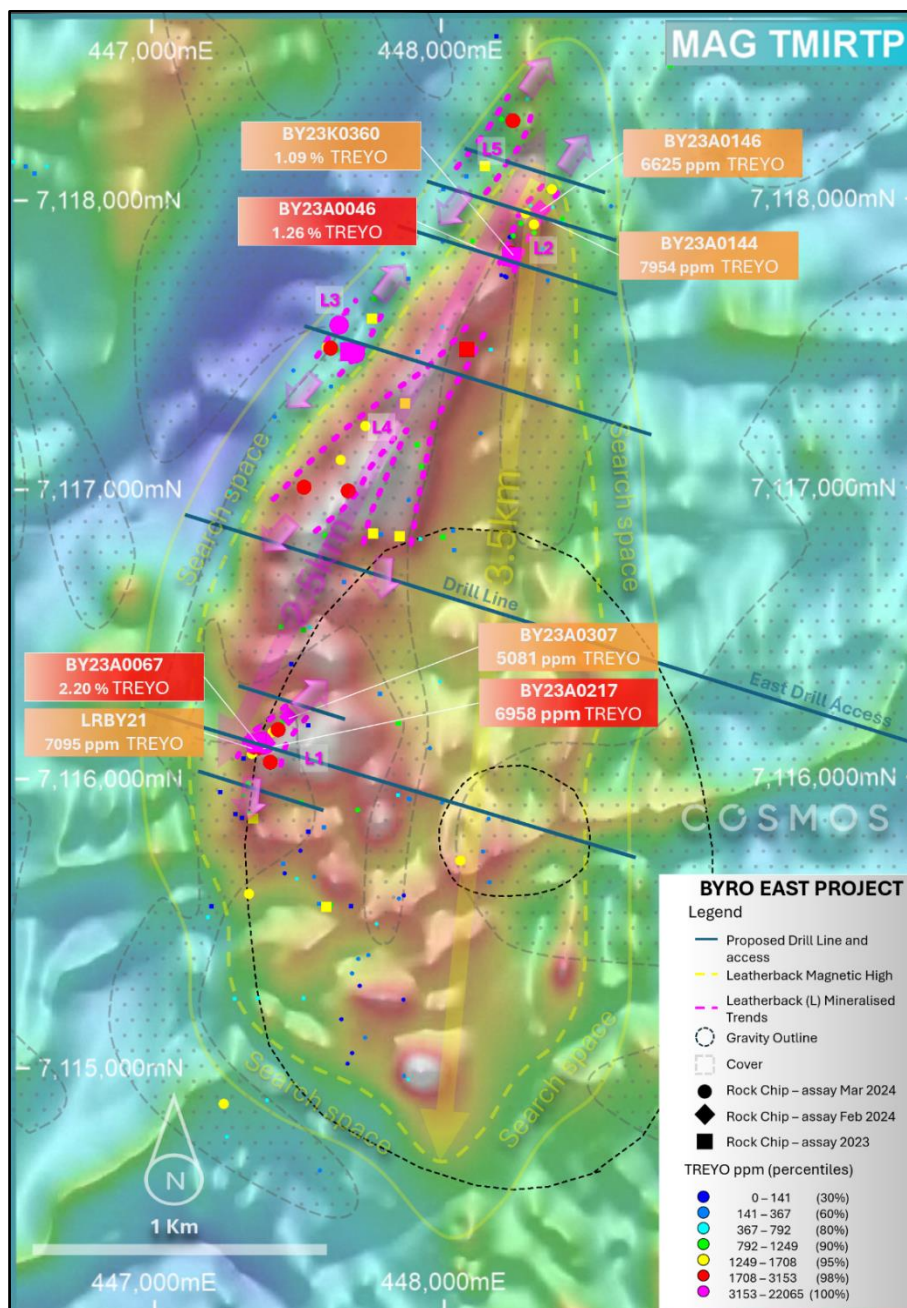 447,000mE
448,000mE
MAG TMIRTP
BY23K0360
1.09 % TREYO
BY23A0146
6625 ppm TREYO
L5
7,118,000mN
7,118,000mN
BY23A0046
1.26 % TREYO
L2
BY23A0144
7954 ppm TREYO
L3
L4
Search space
Search space
7,117,000mN
7,117,000mN
3.5km
Drill Line
BY23A0307
5081 ppm TREYO
BY23A0067
2.20 % TREYO
BY23A0217
6958 ppm TREYO
East Drill Access
LRBY21
7095 ppm TREYO
L1
7,116,000mN
7,116,000mN
COSMOS
BYRO EAST PROJECT
Legend
Proposed Drill Line and
access
Leatherback Magnetic High
Leatherback (L) Mineralised
Trends
Gravity Outline
Cover
Rock Chip – assay Mar 2024
Rock Chip – assay Feb 2024
Rock Chip – assay 2023
TREYO ppm (percentiles)
0 – 141 (30%)
141 – 367 (60%)
367 – 792 (80%)
792 – 1249 (90%)
1249 – 1708 (95%)
1708 – 3153 (98%)
3153 – 22065 (100%)
7,115,000mN
Search space
Search space
N
1 Km
447,000mE
448,000mE